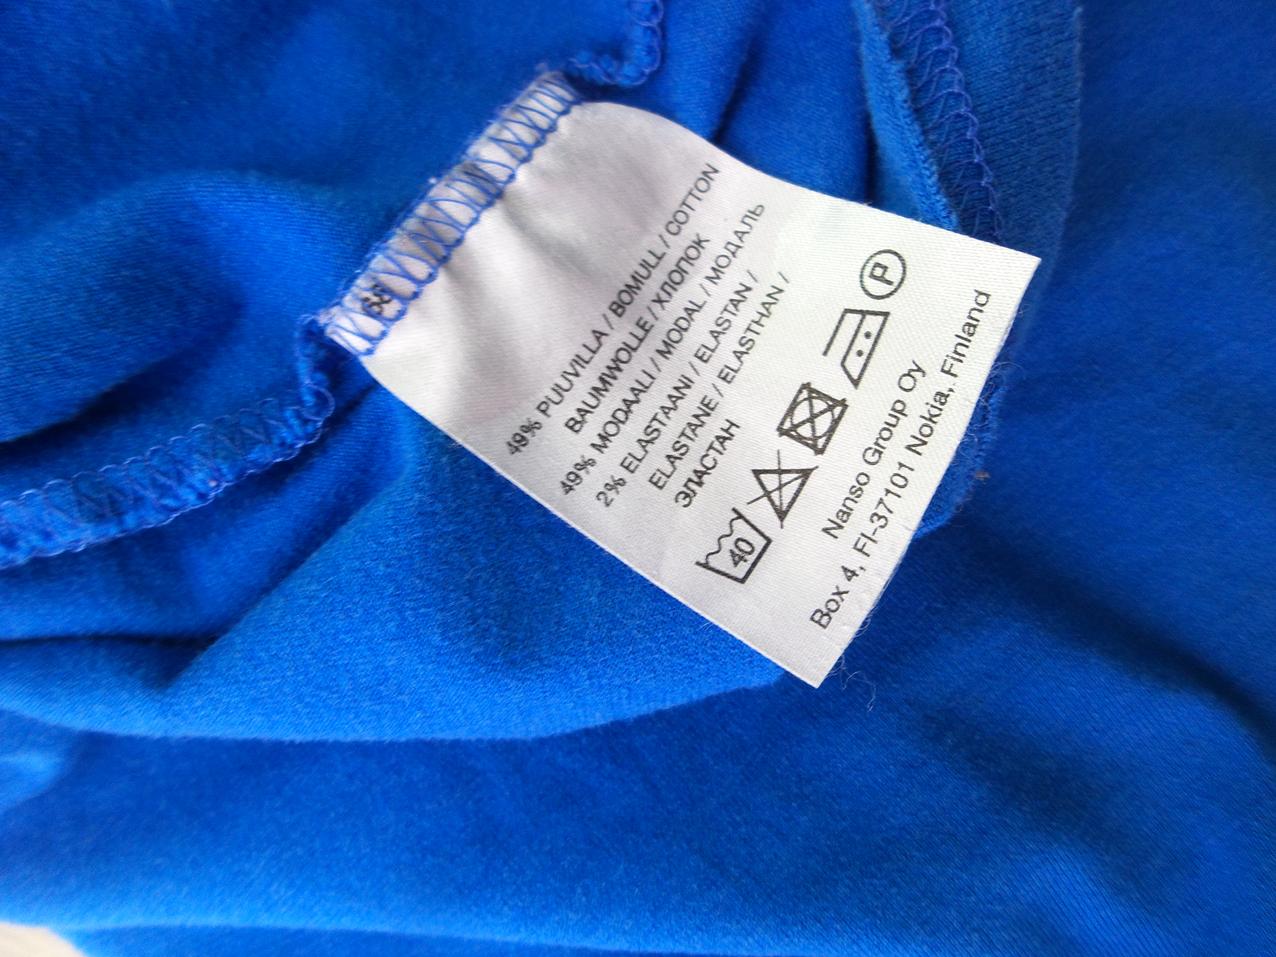 49% PUUVILLA / BOMULL / COTTON
BAUMWOLLE / ХЛОПОК
49% MODAALI / MODAL / МОДАЛЬ
2% ELASTAANI / ELASTAN /
ELASTANE / ELASTHAN /
ЭЛАСТАН
40
P
Nanso Group Oy
Box 4, FI-37101 Nokia, Finland